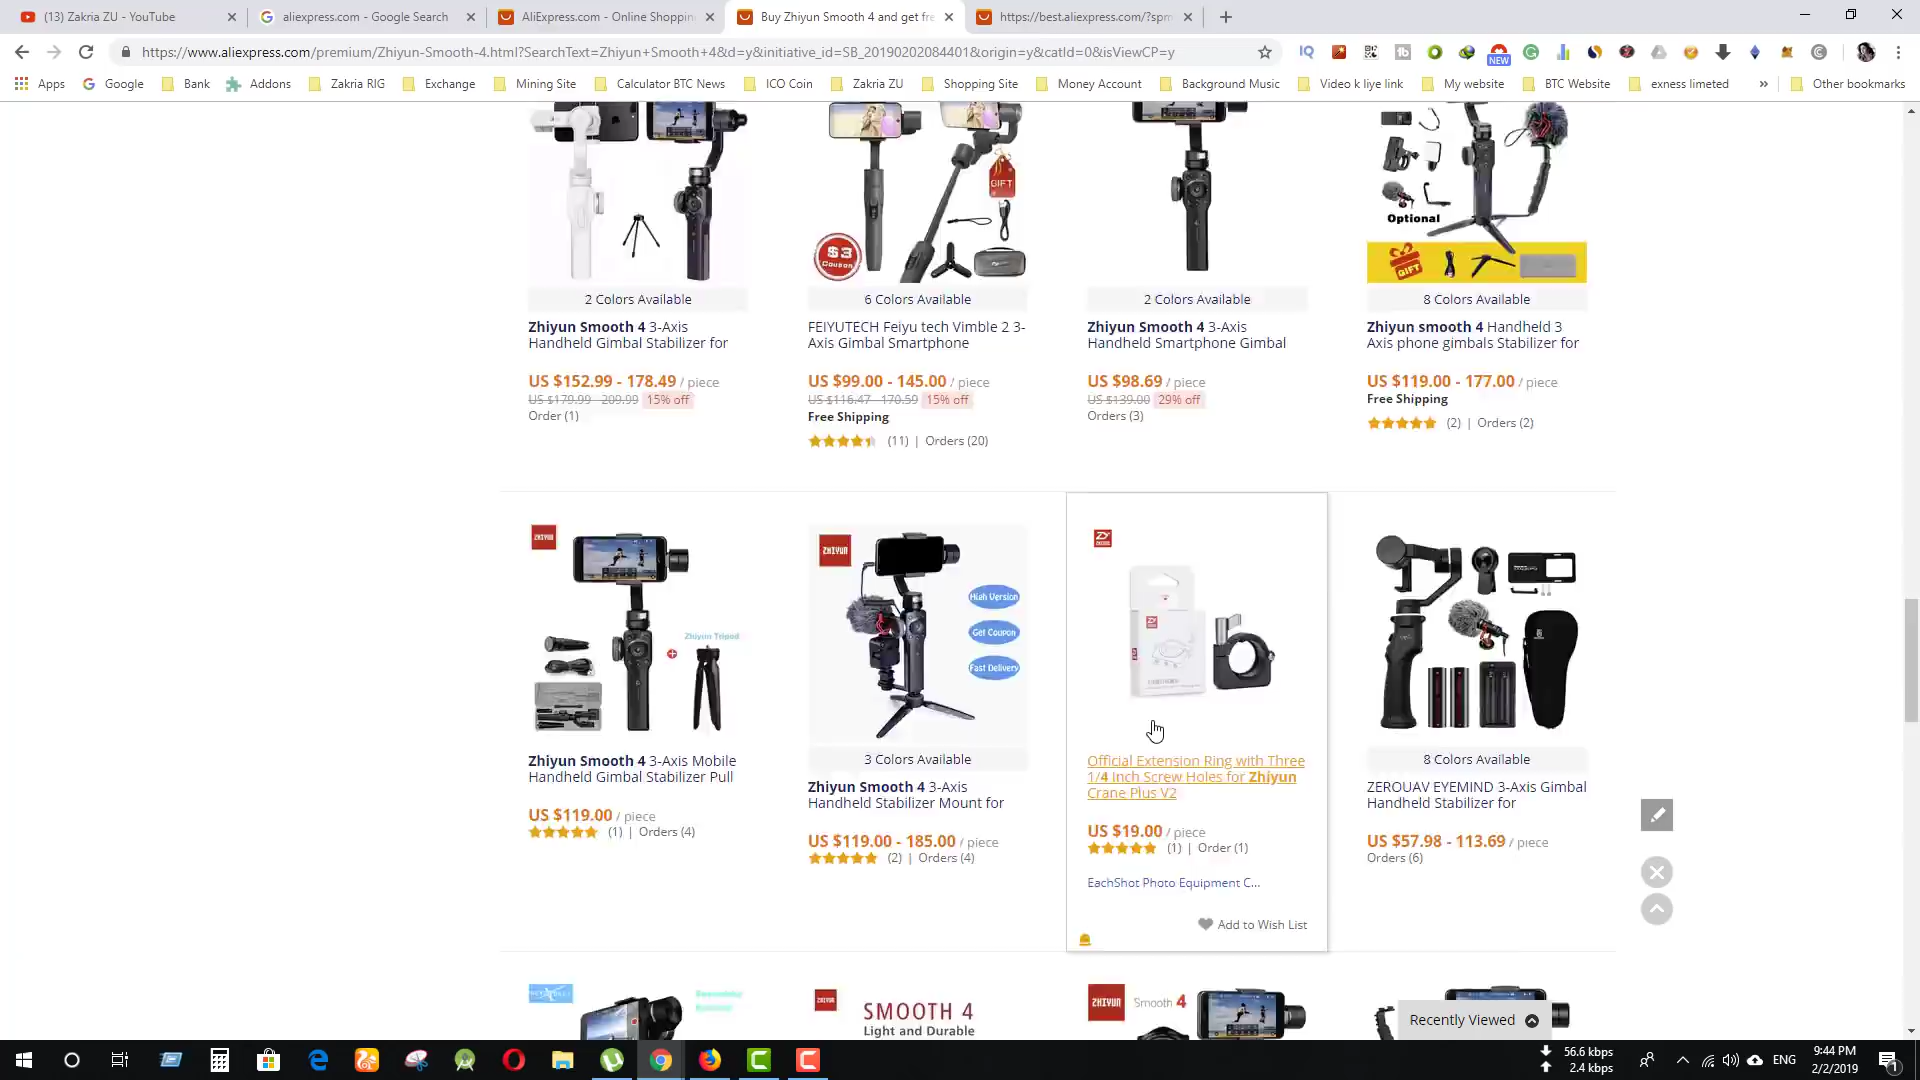 (13) Zakria ZU - YouTube
aliexpress.com - Google Search
AliExpress.com - Online Shoppin
Buy Zhiyun Smooth 4 and get fre
https://best.aliexpress.com/?spm
https://www.aliexpress.com/premium/Zhiyun-Smooth-4.html?SearchText=Zhiyun+Smooth+4&d=y&initiative_id=SB_20190202084401&origin=y&catId=0&isViewCP=y
NEW
Apps
Google
Bank
Addons
Zakria RIG
Exchange
Mining Site
Calculator BTC News
ICO Coin
Zakria ZU
Shopping Site
Money Account
Background Music
Video k liye link
My website
BTC Website
exness limeted
»
Other bookmarks
GIFT
$3
Coupon
Optional
GIFT
2 Colors Available
6 Colors Available
2 Colors Available
8 Colors Available
Zhiyun Smooth 4 3-Axis
Handheld Gimbal Stabilizer for
US $152.99 - 178.49 / piece
US $179.99 - 209.99 15% off
Order (1)
FEIYUTECH Feiyu tech Vimble 2 3-
Axis Gimbal Smartphone
US $99.00 - 145.00 / piece
US $116.47 - 170.59 15% off
Free Shipping
(11) | Orders (20)
Zhiyun Smooth 4 3-Axis
Handheld Smartphone Gimbal
US $98.69 / piece
US $139.00 29% off
Orders (3)
Zhiyun smooth 4 Handheld 3
Axis phone gimbals Stabilizer for
US $119.00 - 177.00 / piece
Free Shipping
(2) | Orders (2)
ZHIYUN
Zhiyun Tripod
Zhiyun Smooth 4 3-Axis Mobile
Handheld Gimbal Stabilizer Pull
US $119.00 / piece
(1) | Orders (4)
ZHIYUN
High Version
Get Coupon
Fast Delivery
3 Colors Available
Zhiyun Smooth 4 3-Axis
Handheld Stabilizer Mount for
US $119.00 - 185.00 / piece
(2) | Orders (4)
Official Extension Ring with Three
1/4 Inch Screw Holes for Zhiyun
Crane Plus V2
US $19.00 / piece
(1) | Order (1)
EachShot Photo Equipment C...
Add to Wish List
8 Colors Available
ZEROUAV EYEMIND 3-Axis Gimbal
Handheld Stabilizer for
US $57.98 - 113.69 / piece
Orders (6)
SMOOTH 4
Light and Durable
ZHIYUN
Smooth 4
Recently Viewed
56.6 kbps
2.4 kbps
ENG
9:44 PM
2/2/2019
1